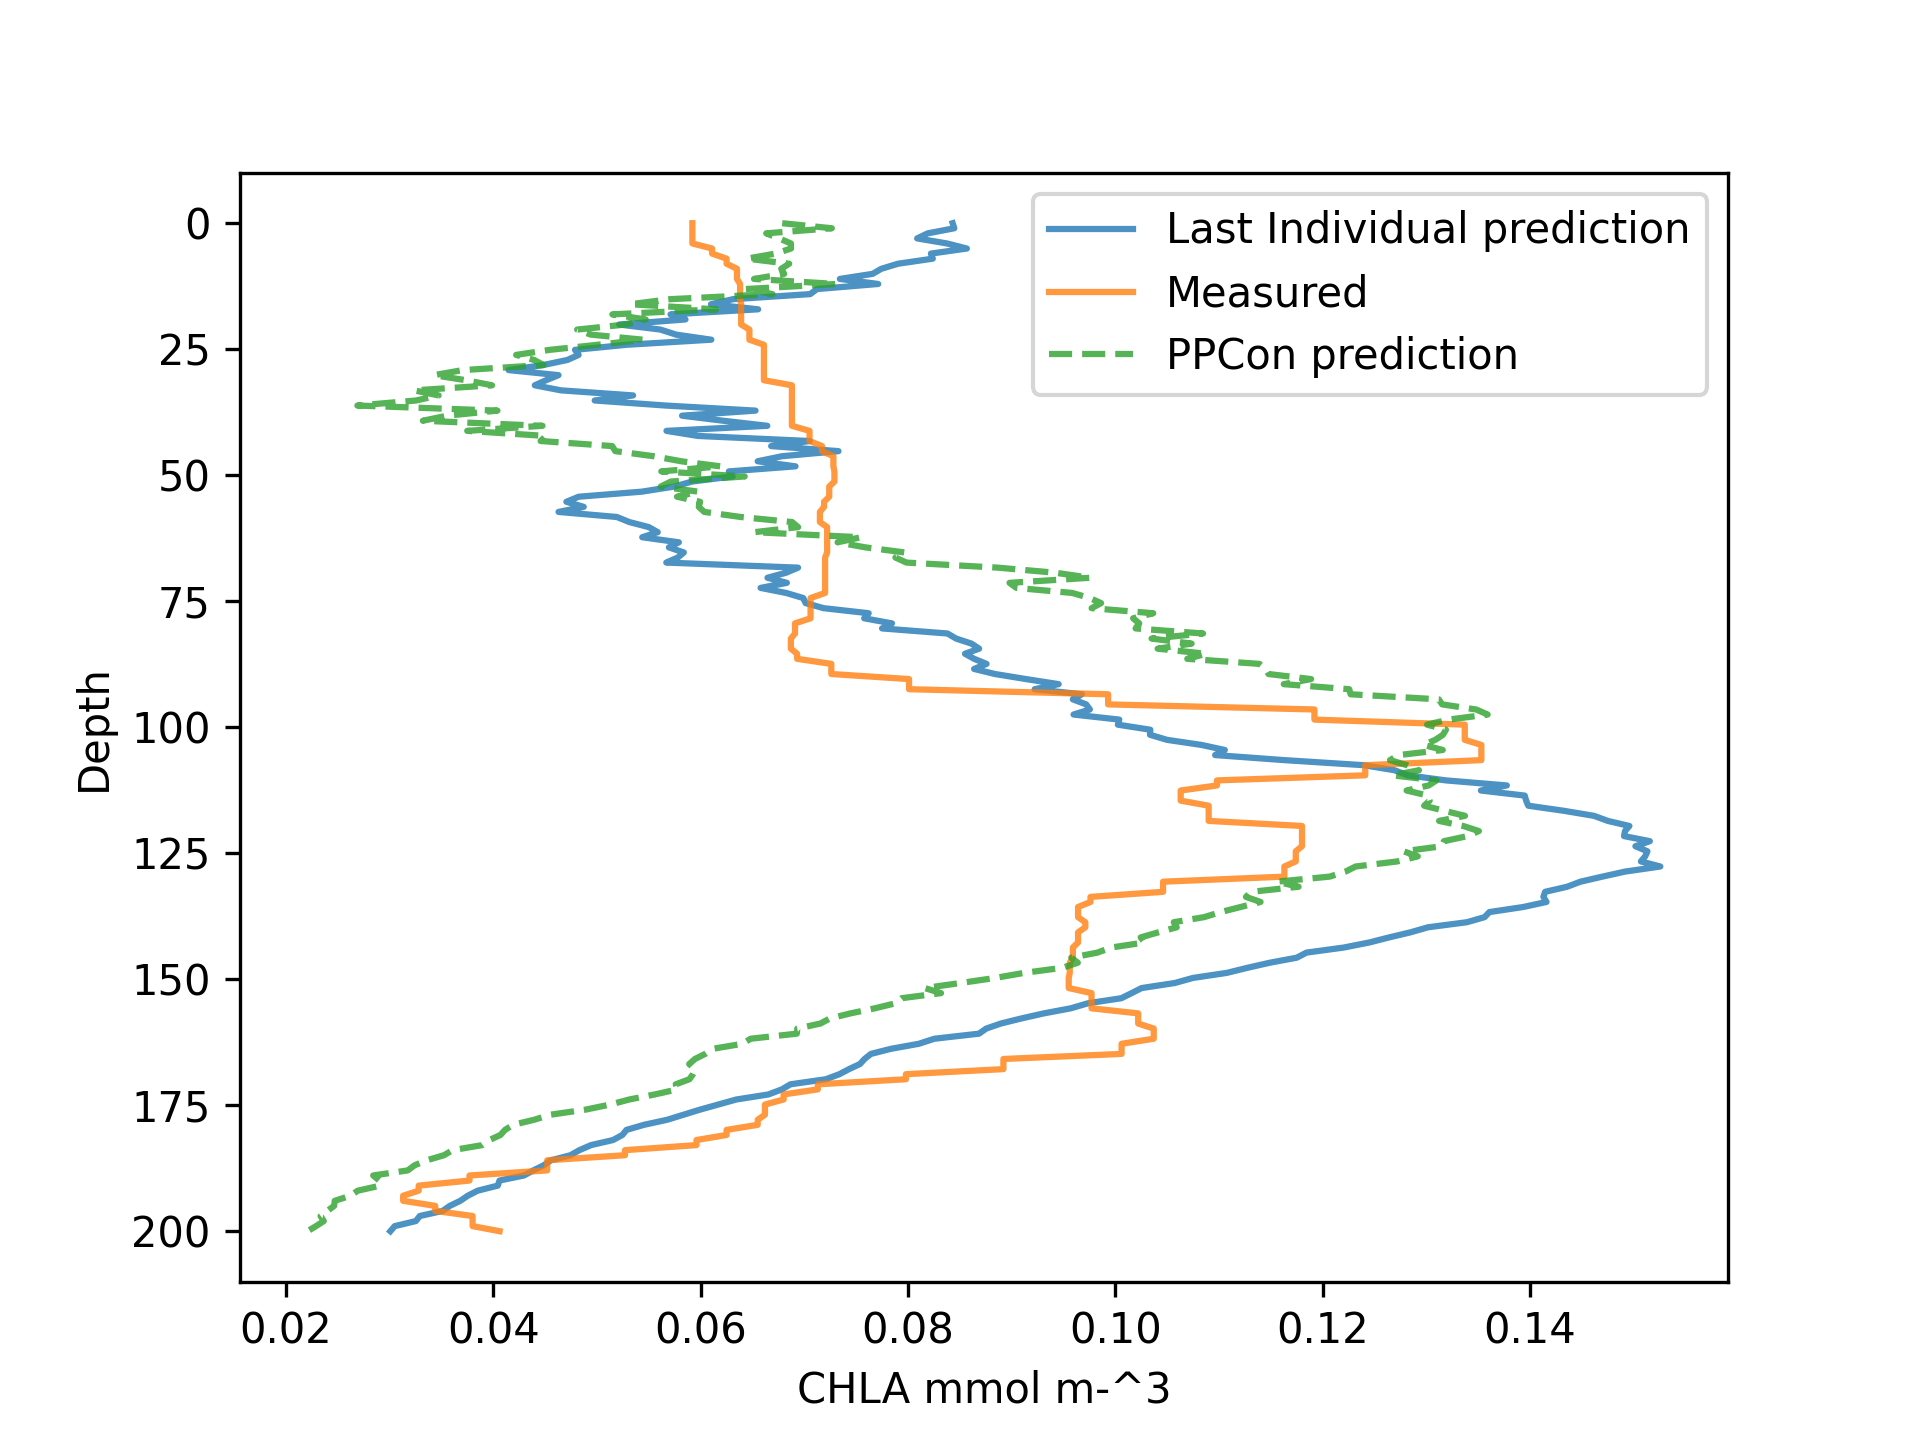 Last Individual prediction
Measured
PPCon prediction
0
25
50
75
100
125
150
175
200
Depth
0.02 0.04 0.06 0.08 0.10 0.12 0.14
CHLA mmol m-^3